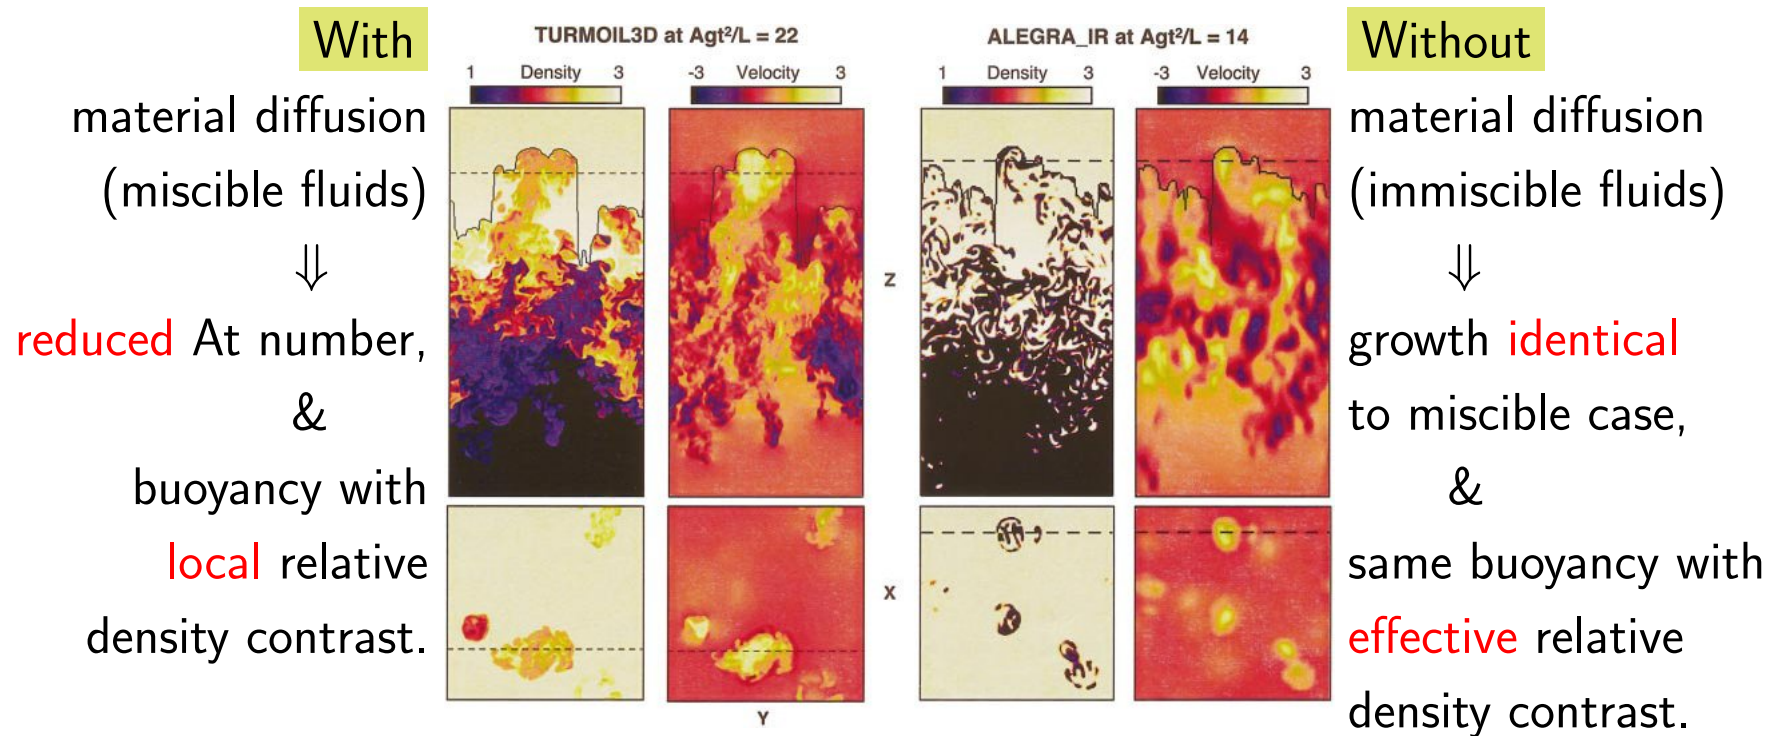 With
material diffusion
(miscible fluids)
⇓
reduced At number,
&
buoyancy with
local relative
density contrast.
TURMOIL3D at Agt²/L = 22
1 Density 3
-3 Velocity 3
ALEGRA_IR at Agt²/L = 14
1 Density 3
-3 Velocity 3
Z
X
Y
Without
material diffusion
(immiscible fluids)
⇓
growth identical
to miscible case,
&
same buoyancy with
effective relative
density contrast.